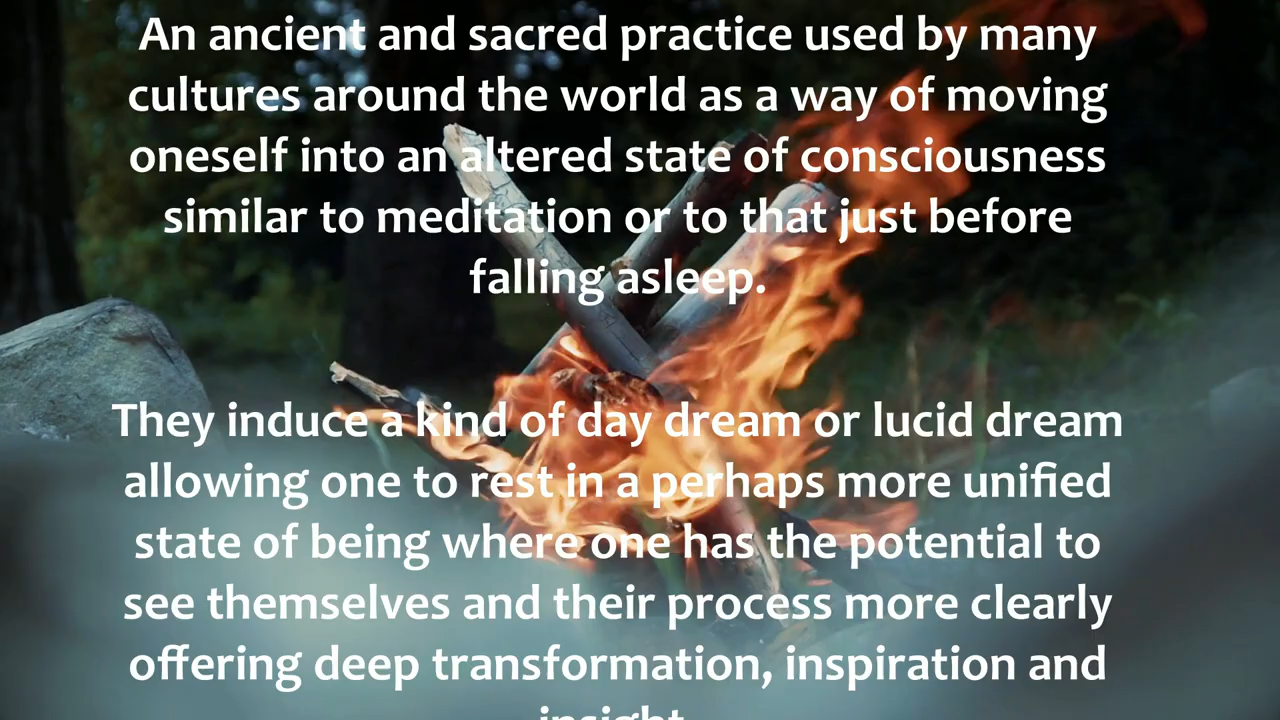 An ancient and sacred practice used by many
cultures around the world as a way of moving
oneself into an altered state of consciousness
similar to meditation or to that just before
falling asleep.
They induce a kind of day dream or lucid dream
allowing one to rest in a perhaps more unified
state of being where one has the potential to
see themselves and their process more clearly
offering deep transformation, inspiration and
insight